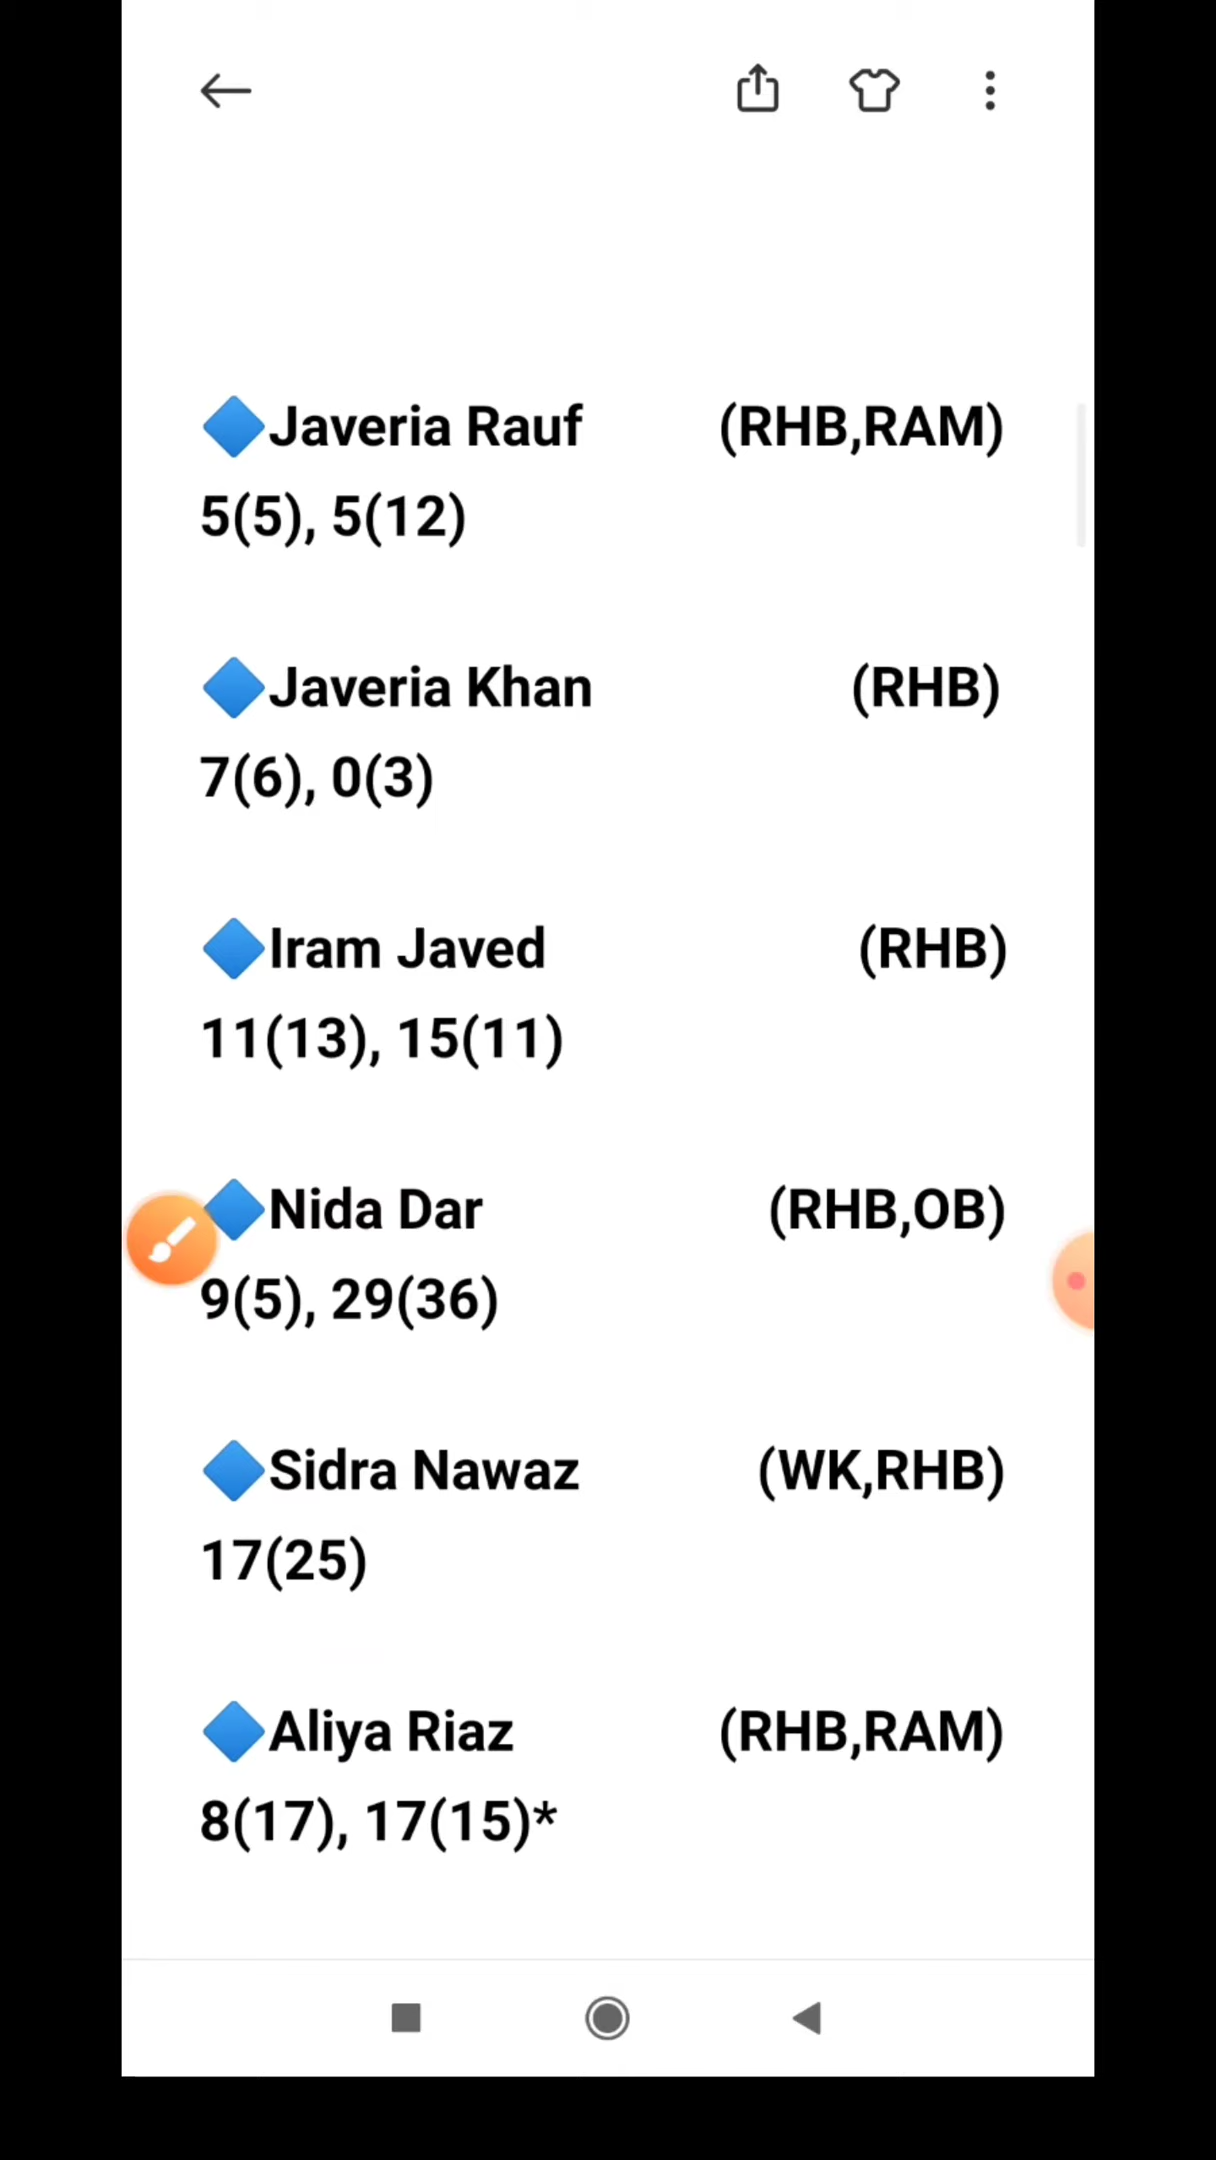 🔷Javeria Rauf (RHB,RAM)
5(5), 5(12)
🔷Javeria Khan (RHB)
7(6), 0(3)
🔷Iram Javed (RHB)
11(13), 15(11)
🔷Nida Dar (RHB,OB)
9(5), 29(36)
🔷Sidra Nawaz (WK,RHB)
17(25)
🔷Aliya Riaz (RHB,RAM)
8(17), 17(15)*